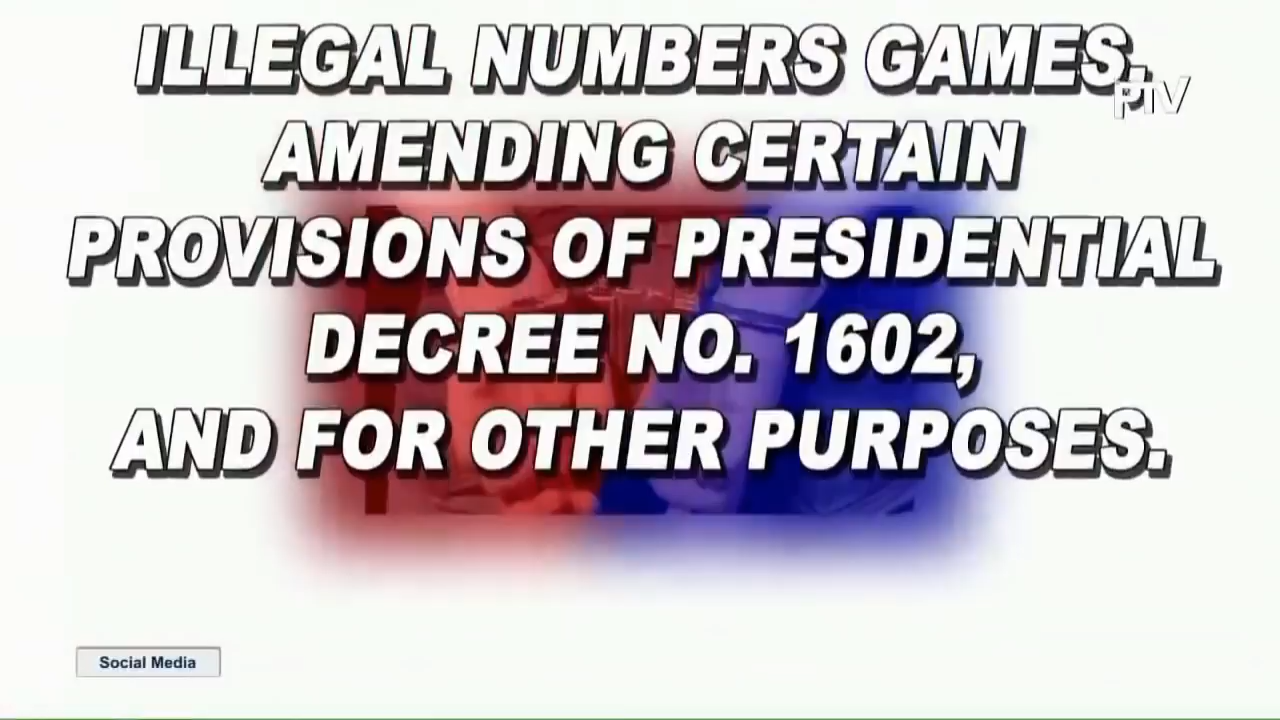 ILLEGAL NUMBERS GAMES,
PTV
AMENDING CERTAIN
PROVISIONS OF PRESIDENTIAL
DECREE NO. 1602,
AND FOR OTHER PURPOSES.
Social Media